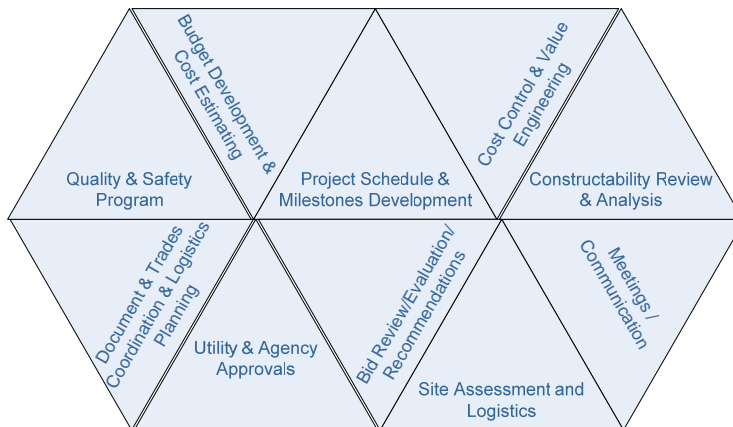 Quality & Safety
Program
Budget Development &
Cost Estimating
Project Schedule &
Milestones Development
Cost Control & Value
Engineering
Constructability Review
& Analysis
Document & Trades
Coordination & Logistics
Planning
Utility & Agency
Approvals
Bid Review/Evaluation/
Recommendations
Site Assessment and
Logistics
Meetings /
Communication